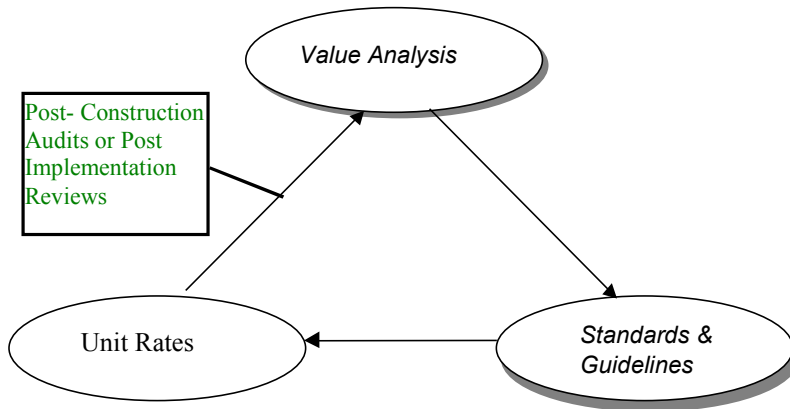 Value Analysis
Post- Construction
Audits or Post
Implementation
Reviews
Unit Rates
Standards &
Guidelines